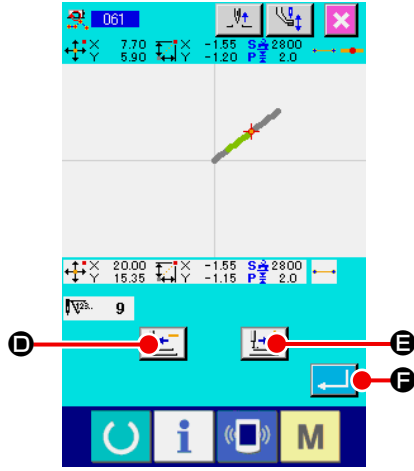 061
X 7.70 X -1.55 S 2800
Y 5.90 Y -1.20 P 2.0
X 20.00 X -1.55 S 2800
Y 15.35 Y -1.15 P 2.0
123.. 9
D E
F
i M